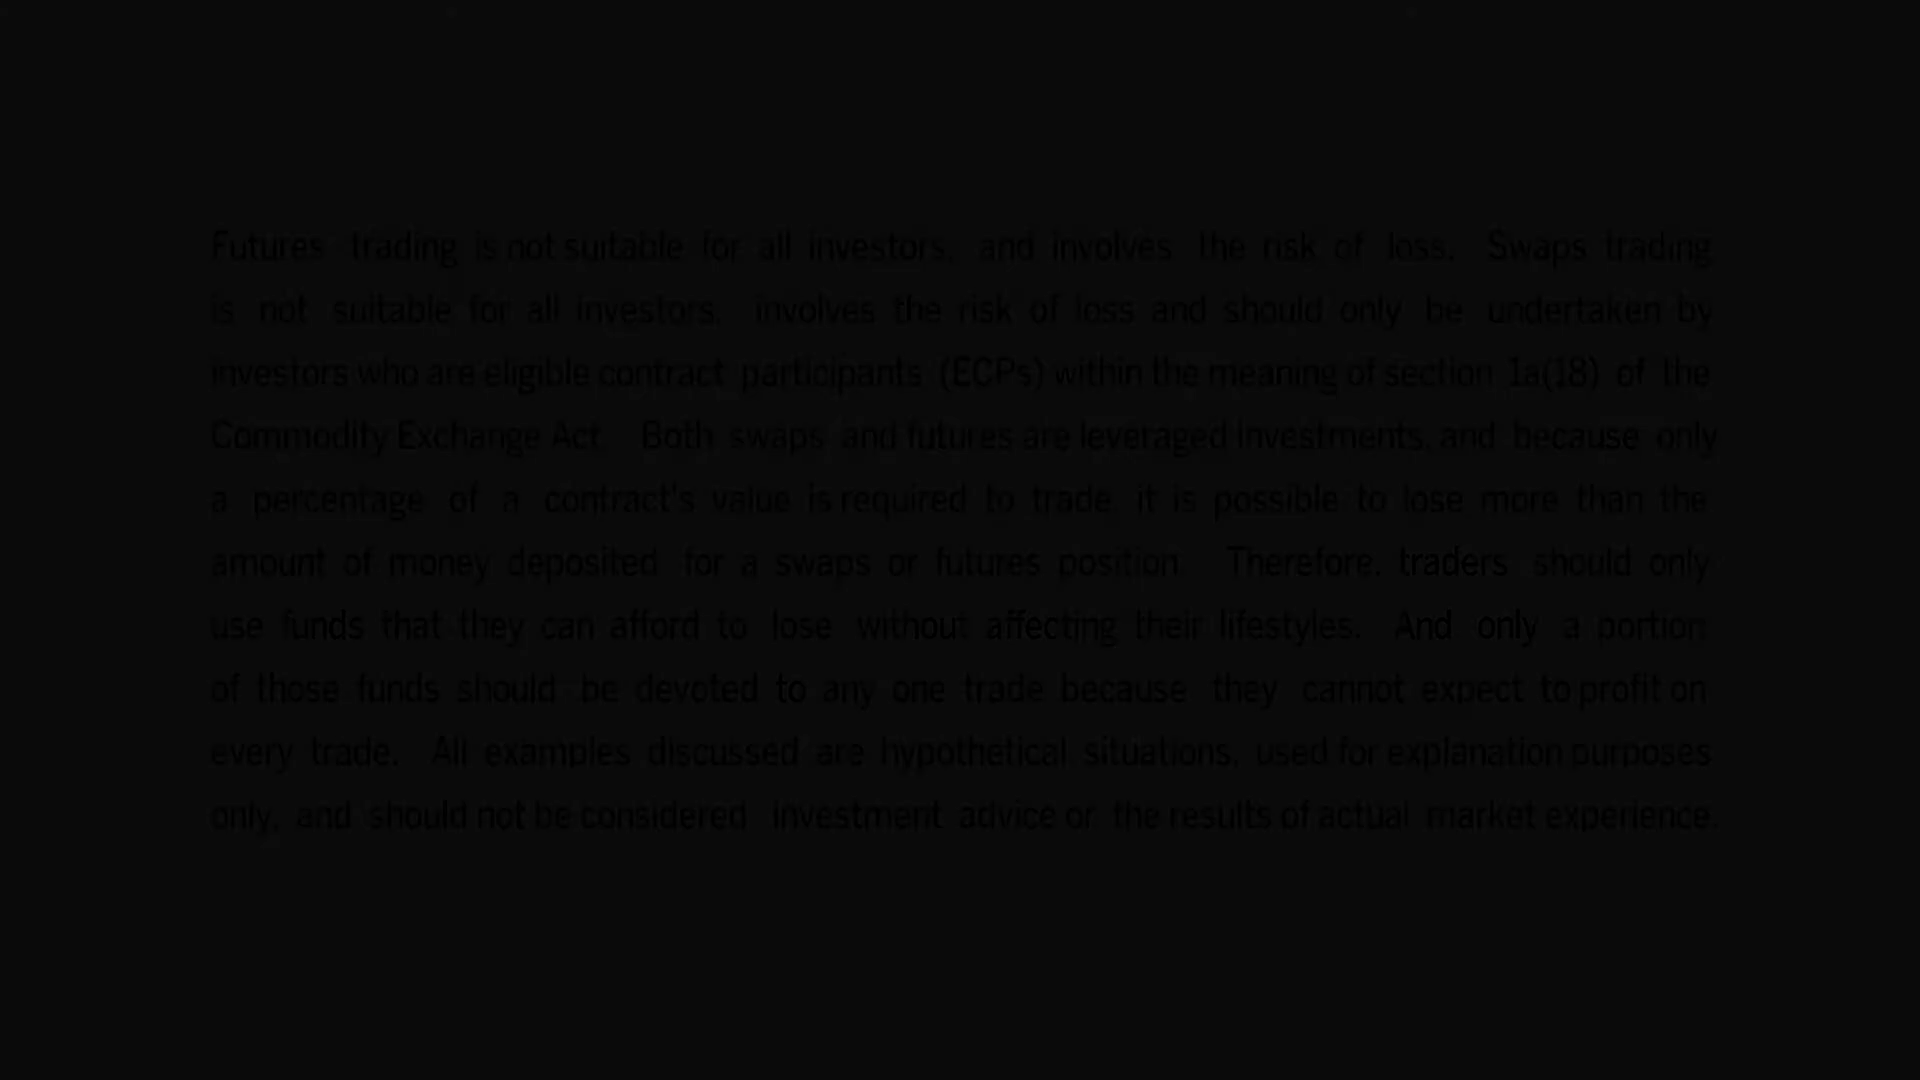 Futures trading is not suitable for all investors, and involves the risk of loss. Swaps trading
is not suitable for all investors, involves the risk of loss and should only be undertaken by
investors who are eligible contract participants (ECPs) within the meaning of section 1a(18) of the
Commodity Exchange Act. Both swaps and futures are leveraged investments, and because only
a percentage of a contract's value is required to trade, it is possible to lose more than the
amount of money deposited for a swaps or futures position. Therefore, traders should only
use funds that they can afford to lose without affecting their lifestyles. And only a portion
of those funds should be devoted to any one trade because they cannot expect to profit on
every trade. All examples discussed are hypothetical situations, used for explanation purposes
only, and should not be considered investment advice or the results of actual market experience.